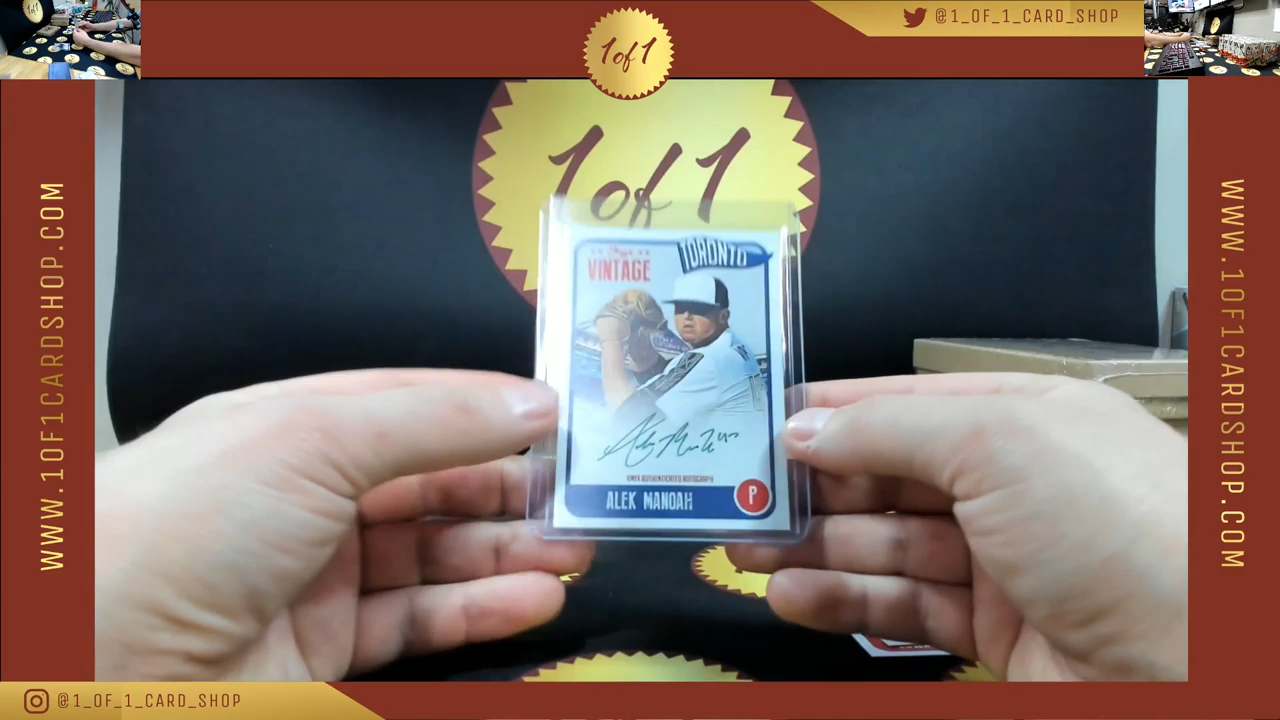 @1_OF_1_CARD_SHOP
1of1
1of1
WWW.1OF1CARDSHOP.COM
WWW.1OF1CARDSHOP.COM
VINTAGE
TORONTO
ALEK MANOAH
P
@1_OF_1_CARD_SHOP